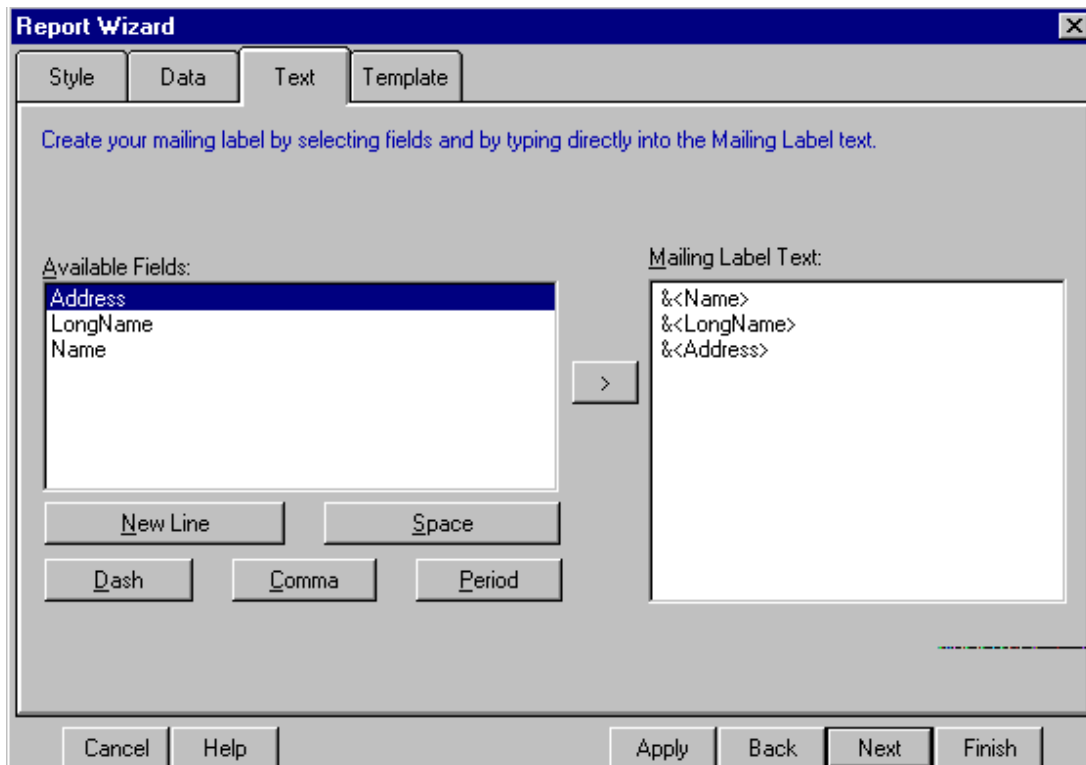 Report Wizard
Style Data Text Template
Create your mailing label by selecting fields and by typing directly into the Mailing Label text.
Available Fields:
Address
LongName
Name
>
Mailing Label Text:
&<Name>
&<LongName>
&<Address>
New Line Space
Dash Comma Period
Cancel Help Apply Back Next Finish